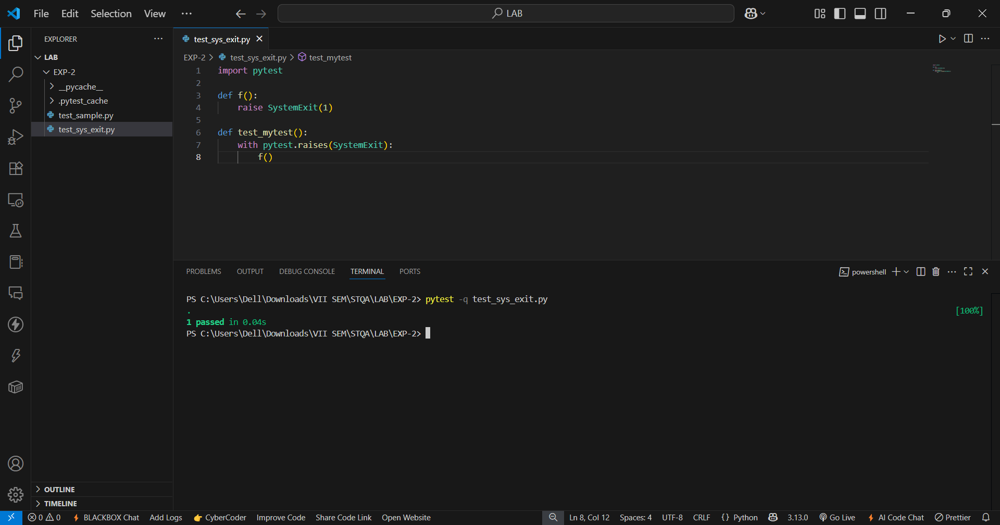 File Edit Selection View ···
LAB
EXPLORER
LAB
EXP-2
__pycache__
.pytest_cache
test_sample.py
test_sys_exit.py
test_sys_exit.py
EXP-2 > test_sys_exit.py > test_mytest
1 import pytest
2
3 def f():
4 raise SystemExit(1)
5
6 def test_mytest():
7 with pytest.raises(SystemExit):
8 f()
PROBLEMS OUTPUT DEBUG CONSOLE TERMINAL PORTS
powershell
PS C:\Users\Dell\Downloads\VII SEM\STQA\LAB\EXP-2> pytest -q test_sys_exit.py
. [100%]
1 passed in 0.04s
PS C:\Users\Dell\Downloads\VII SEM\STQA\LAB\EXP-2>
OUTLINE
TIMELINE
0 0 BLACKBOX Chat Add Logs CyberCoder Improve Code Share Code Link Open Website Ln 8, Col 12 Spaces: 4 UTF-8 CRLF {} Python 3.13.0 Go Live AI Code Chat Prettier